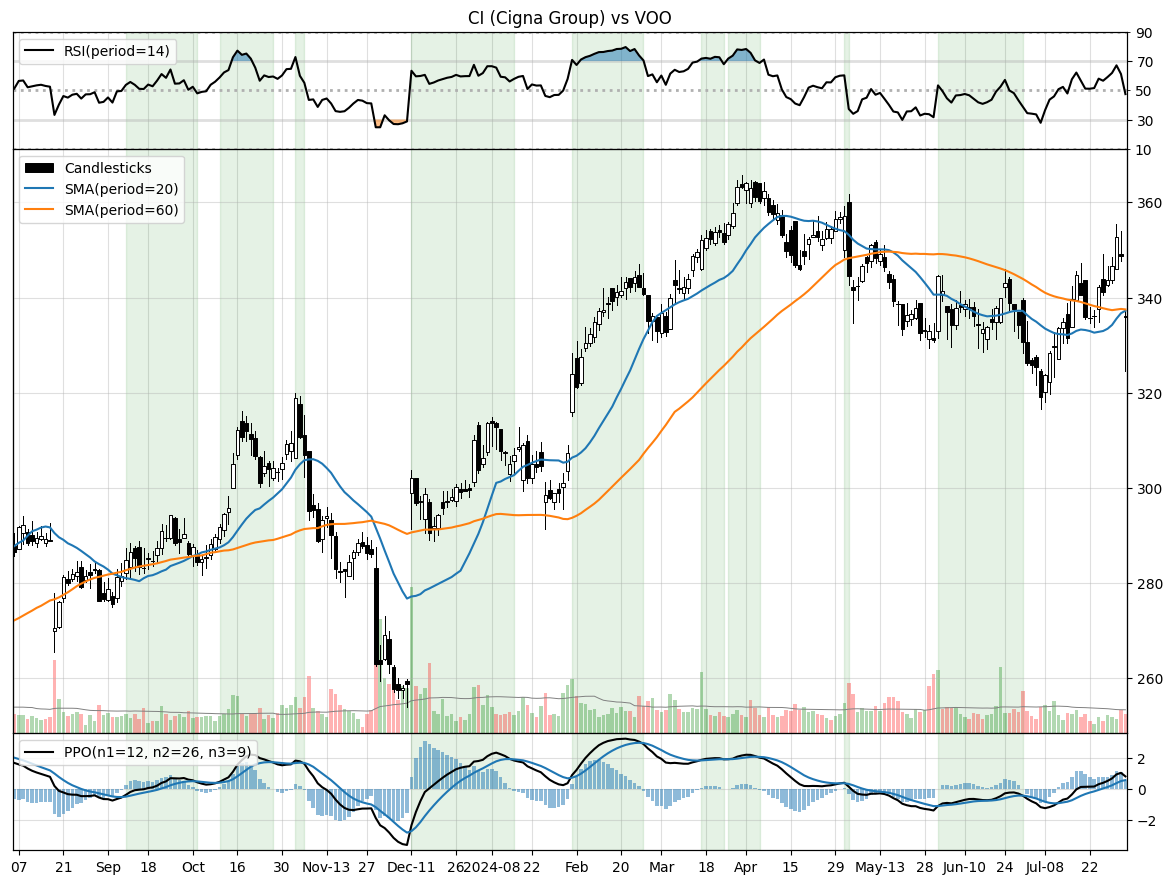 CI (Cigna Group) vs VOO
RSI(period=14)
90
70
50
30
10
50
Candlesticks
SMA(period=20)
SMA(period=60)
360
340
320
300
280
260
PPO(n1=12, n2=26, n3=9)
2
0
−2
07 21 Sep 18 Oct 16 30 Nov-13 27 Dec-11 26 2024-08 22 Feb 20 Mar 18 Apr 15 29 May-13 28 Jun-10 24 Jul-08 22